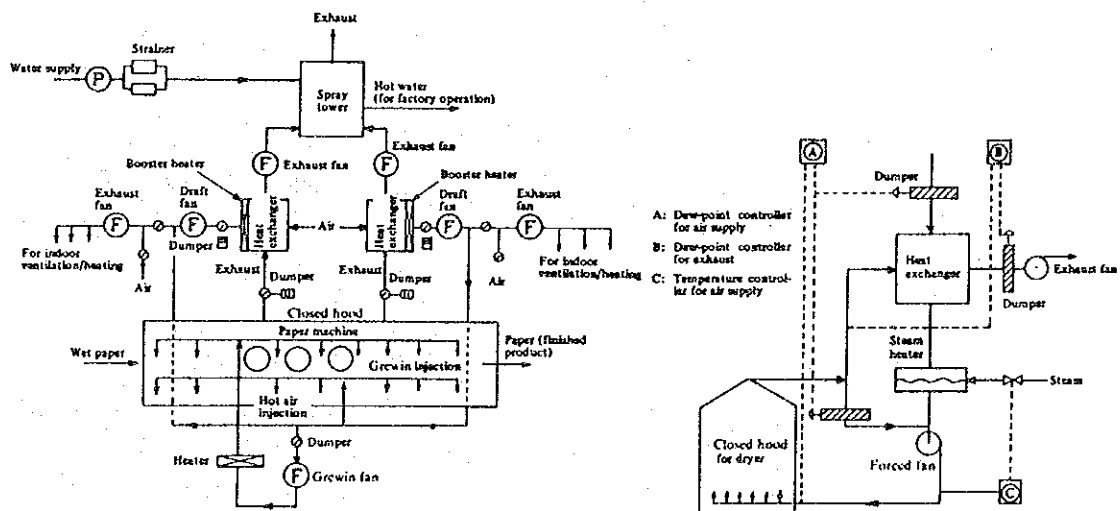 Exhaust
Strainer
Water supply
P
Spray
tower
Hot water
(for factory operation)
F
Exhaust fan
F
Exhaust fan
Booster heater
Booster heater
Exhaust
fan
Draft
fan
Draft
fan
Exhaust
fan
F
F
F
F
Heat
exchanger
Air
Heat
exchanger
Dumper
For indoor
ventilation/heating
Air
Exhaust
Dumper
Exhaust
Dumper
Air
For indoor
ventilation/heating
Closed hood
Paper machine
Wet paper
Paper (finished
product)
Grewin injection
Hot air
injection
Dumper
Heater
F
Grewin fan
A
B
Dumper
A: Dew-point controller
for air supply
B: Dew-point controller
for exhaust
C: Temperature control-
lar for air supply
Heat
exchanger
Exhaust fan
Dumper
Steam
heater
Steam
Closed hood
for dryer
Forced fan
C